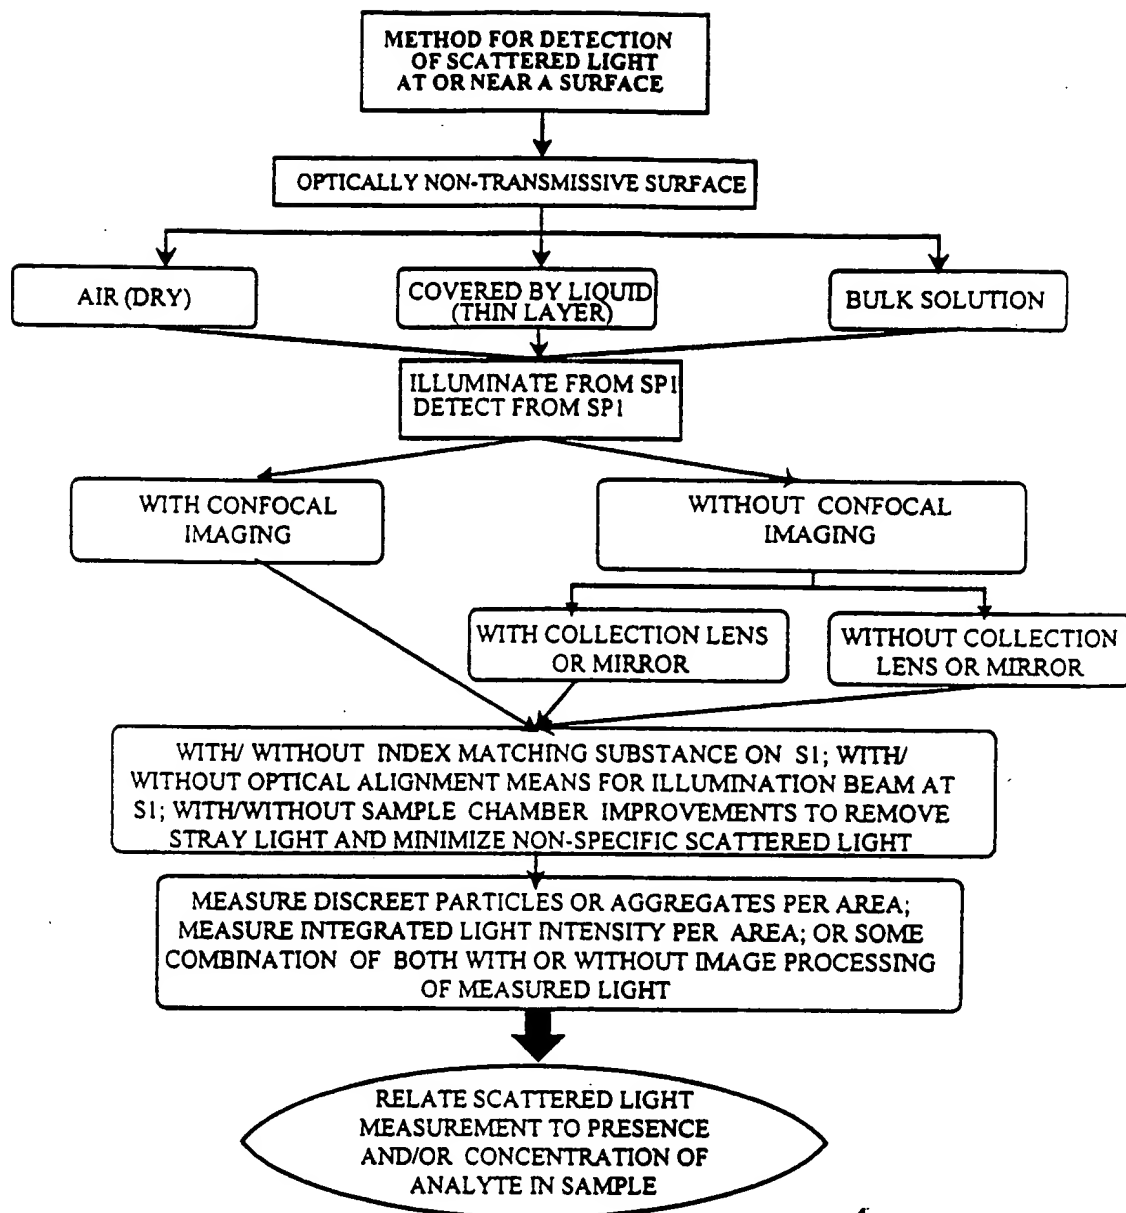 METHOD FOR DETECTION
OF SCATTERED LIGHT
AT OR NEAR A SURFACE
OPTICALLY NON-TRANSMISSIVE SURFACE
AIR (DRY)
COVERED BY LIQUID
(THIN LAYER)
BULK SOLUTION
ILLUMINATE FROM SP1
DETECT FROM SP1
WITH CONFOCAL
IMAGING
WITHOUT CONFOCAL
IMAGING
WITH COLLECTION LENS
OR MIRROR
WITHOUT COLLECTION
LENS OR MIRROR
WITH/ WITHOUT INDEX MATCHING SUBSTANCE ON S1; WITH/
WITHOUT OPTICAL ALIGNMENT MEANS FOR ILLUMINATION BEAM AT
S1; WITH/WITHOUT SAMPLE CHAMBER IMPROVEMENTS TO REMOVE
STRAY LIGHT AND MINIMIZE NON-SPECIFIC SCATTERED LIGHT
MEASURE DISCREET PARTICLES OR AGGREGATES PER AREA;
MEASURE INTEGRATED LIGHT INTENSITY PER AREA; OR SOME
COMBINATION OF BOTH WITH OR WITHOUT IMAGE PROCESSING
OF MEASURED LIGHT
RELATE SCATTERED LIGHT
MEASUREMENT TO PRESENCE
AND/OR CONCENTRATION OF
ANALYTE IN SAMPLE